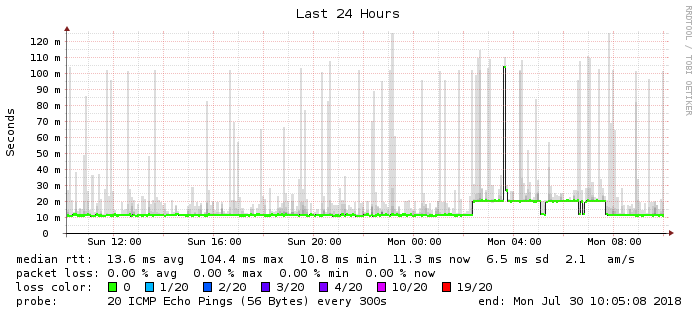 Last 24 Hours
RRDTOOL / TOBI OETIKER
Seconds
120 m
110 m
100 m
90 m
80 m
70 m
60 m
50 m
40 m
30 m
20 m
10 m
0
Sun 12:00 Sun 16:00 Sun 20:00 Mon 00:00 Mon 04:00 Mon 08:00
median rtt: 13.6 ms avg 104.4 ms max 10.8 ms min 11.3 ms now 6.5 ms sd 2.1 am/s
packet loss: 0.00 % avg 0.00 % max 0.00 % min 0.00 % now
loss color: 0 1/20 2/20 3/20 4/20 10/20 19/20
probe: 20 ICMP Echo Pings (56 Bytes) every 300s end: Mon Jul 30 10:05:08 2018